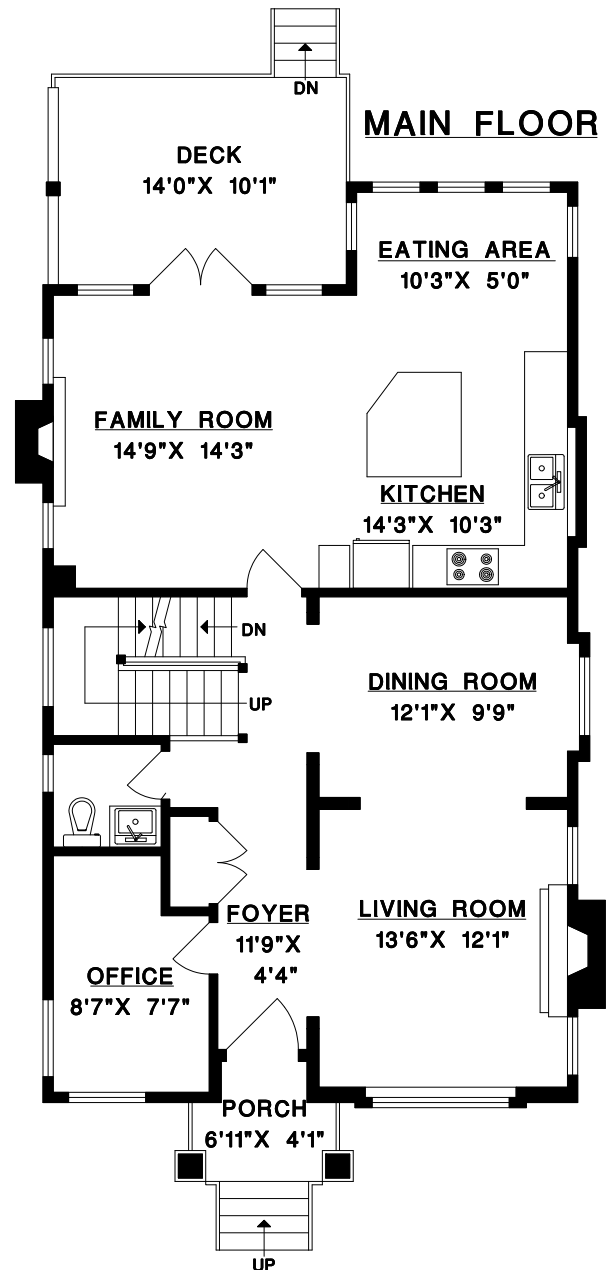 DN
MAIN FLOOR
DECK
14'0"X 10'1"
EATING AREA
10'3"X 5'0"
FAMILY ROOM
14'9"X 14'3"
KITCHEN
14'3"X 10'3"
DN
UP
DINING ROOM
12'1"X 9'9"
FOYER
11'9"X
4'4"
LIVING ROOM
13'6"X 12'1"
OFFICE
8'7"X 7'7"
PORCH
6'11"X 4'1"
UP